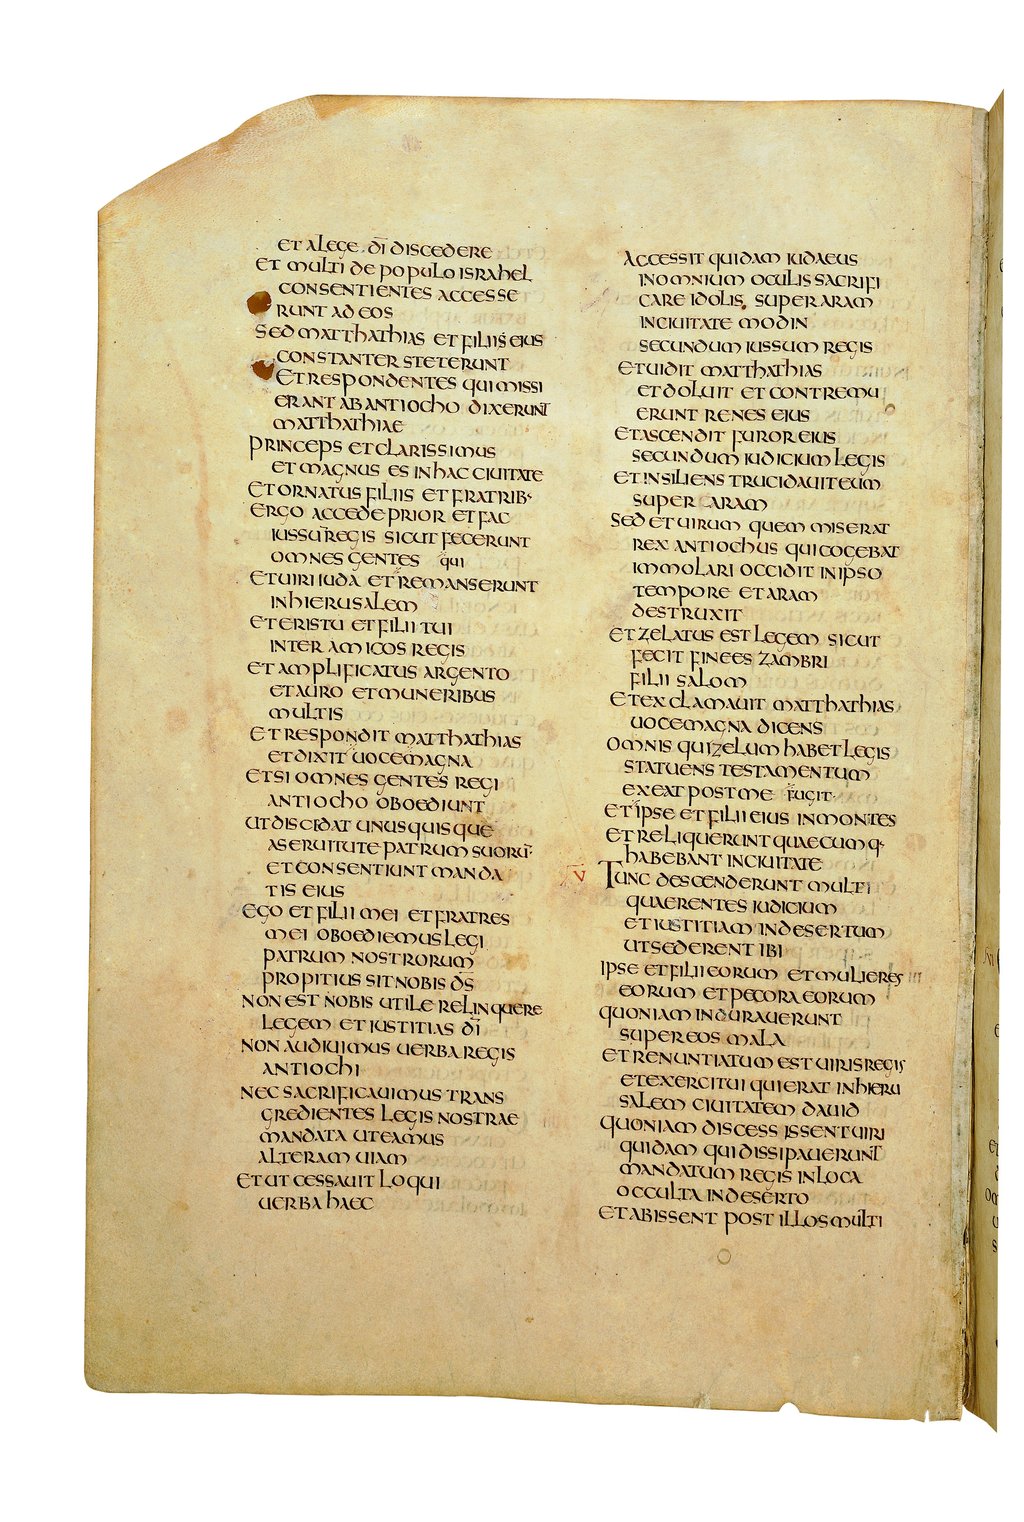 ET A LEGE · D̅I DISCEDERE
ET MULTI DE POPULO ISRAHEL
CONSENTIENTES ACCESSE
RUNT AD EOS
SED MATTHATHIAS ET FILII EIUS
CONSTANTER STETERUNT
ET RESPONDENTES QUI MISSI
ERANT AB ANTIOCHO DIXERUNT
MATTHATHIAE
PRINCEPS ET CLARISSIMUS
ET MAGNUS ES IN HAC CIUITATE
ET ORNATUS FILIIS ET FRATRIB·
ERGO ACCEDE PRIOR ET FAC
IUSSU̅ REGIS SICUT FECERUNT
OMNES GENTES qui
ET UIRI IUDA ET REMANSERUNT
IN HIERUSALEM
ET ERIS TU ET FILII TUI
INTER AMICOS REGIS
ET AMPLIFICATUS ARGENTO
ET AURO ET MUNERIBUS
MULTIS
ET RESPONDIT MATTHATHIAS
ET DIXIT UOCE MAGNA
ET SI OMNES GENTES REGI
ANTIOCHO OBOEDIUNT
UT DISCEDAT UNUSQUISQUE
A SERUITUTE PATRUM SUORU̅·
ET CONSENTIUNT MANDA
TIS EIUS
EGO ET FILII MEI ET FRATRES
MEI OBOEDIEMUS LEGI
PATRUM NOSTRORUM
PROPITIUS SIT NOBIS D̅S
NON EST NOBIS UTILE RELINQUERE
LEGEM ET IUSTITIAS D̅I
NON AUDIUIMUS UERBA REGIS
ANTIOCHI
NEC SACRIFICAUIMUS TRANS
GREDIENTES LEGIS NOSTRAE
MANDATA UT EAMUS
ALTERAM UIAM
ET UT CESSAUIT LOQUI
UERBA HAEC
ACCESSIT QUIDAM IUDAEUS
IN OMNIUM OCULIS SACRIFI
CARE IDOLIS, SUPER ARAM
IN CIUITATE MODIN
SECUNDUM IUSSUM REGIS
ET UIDIT MATTHATHIAS
ET DOLUIT ET CONTREMU
ERUNT RENES EIUS
ET ASCENDIT FUROR EIUS
SECUNDUM IUDICIUM LEGIS
ET INSILIENS TRUCIDAUIT EUM
SUPER ARAM
SED ET UIRUM QUEM MISERAT
REX ANTIOCHUS QUI COGEBAT
IMMOLARI OCCIDIT IN IPSO
TEMPORE ET ARAM
DESTRUXIT
ET ZELATUS EST LEGEM SICUT
FECIT FINEES ZAMBRI
FILII SALOM
ET EXCLAMAUIT MATTHATHIAS
UOCE MAGNA DICENS
OMNIS QUI ZELUM HABET LEGIS
STATUENS TESTAMENTUM
EXEAT POST ME FUGIT·
ET IPSE ET FILII EIUS IN MONTES
ET RELIQUERUNT QUAECUMQ·
HABEBANT IN CIUITATE
V TUNC DESCENDERUNT MULTI
QUAERENTES IUDICIUM
ET IUSTITIAM IN DESERTUM
UT SEDERENT IBI
IPSE ET FILII EORUM ET MULIERES
EORUM ET PECORA EORUM
QUONIAM INDURAUERUNT
SUPER EOS MALA
ET RENUNTIATUM EST UIRIS REGIS
ET EXERCITUI QUI ERAT IN HIERU
SALEM CIUITATEM DAUID
QUONIAM DISCESSISSENT UIRI
QUIDAM QUI DISSIPAUERUNT
MANDATUM REGIS IN LOCA
OCCULTA IN DESERTO
ET ABISSENT POST ILLOS MULTI